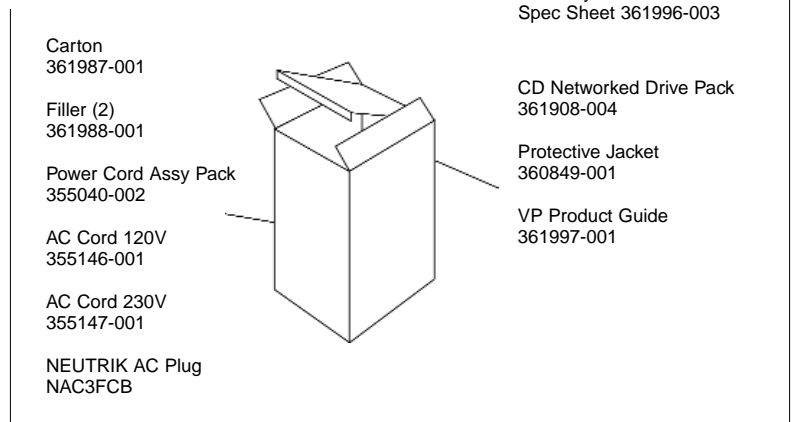 Carton
361987-001
Filler (2)
361988-001
Power Cord Assy Pack
355040-002
AC Cord 120V
355146-001
AC Cord 230V
355147-001
NEUTRIK AC Plug
NAC3FCB
Spec Sheet 361996-003
CD Networked Drive Pack
361908-004
Protective Jacket
360849-001
VP Product Guide
361997-001